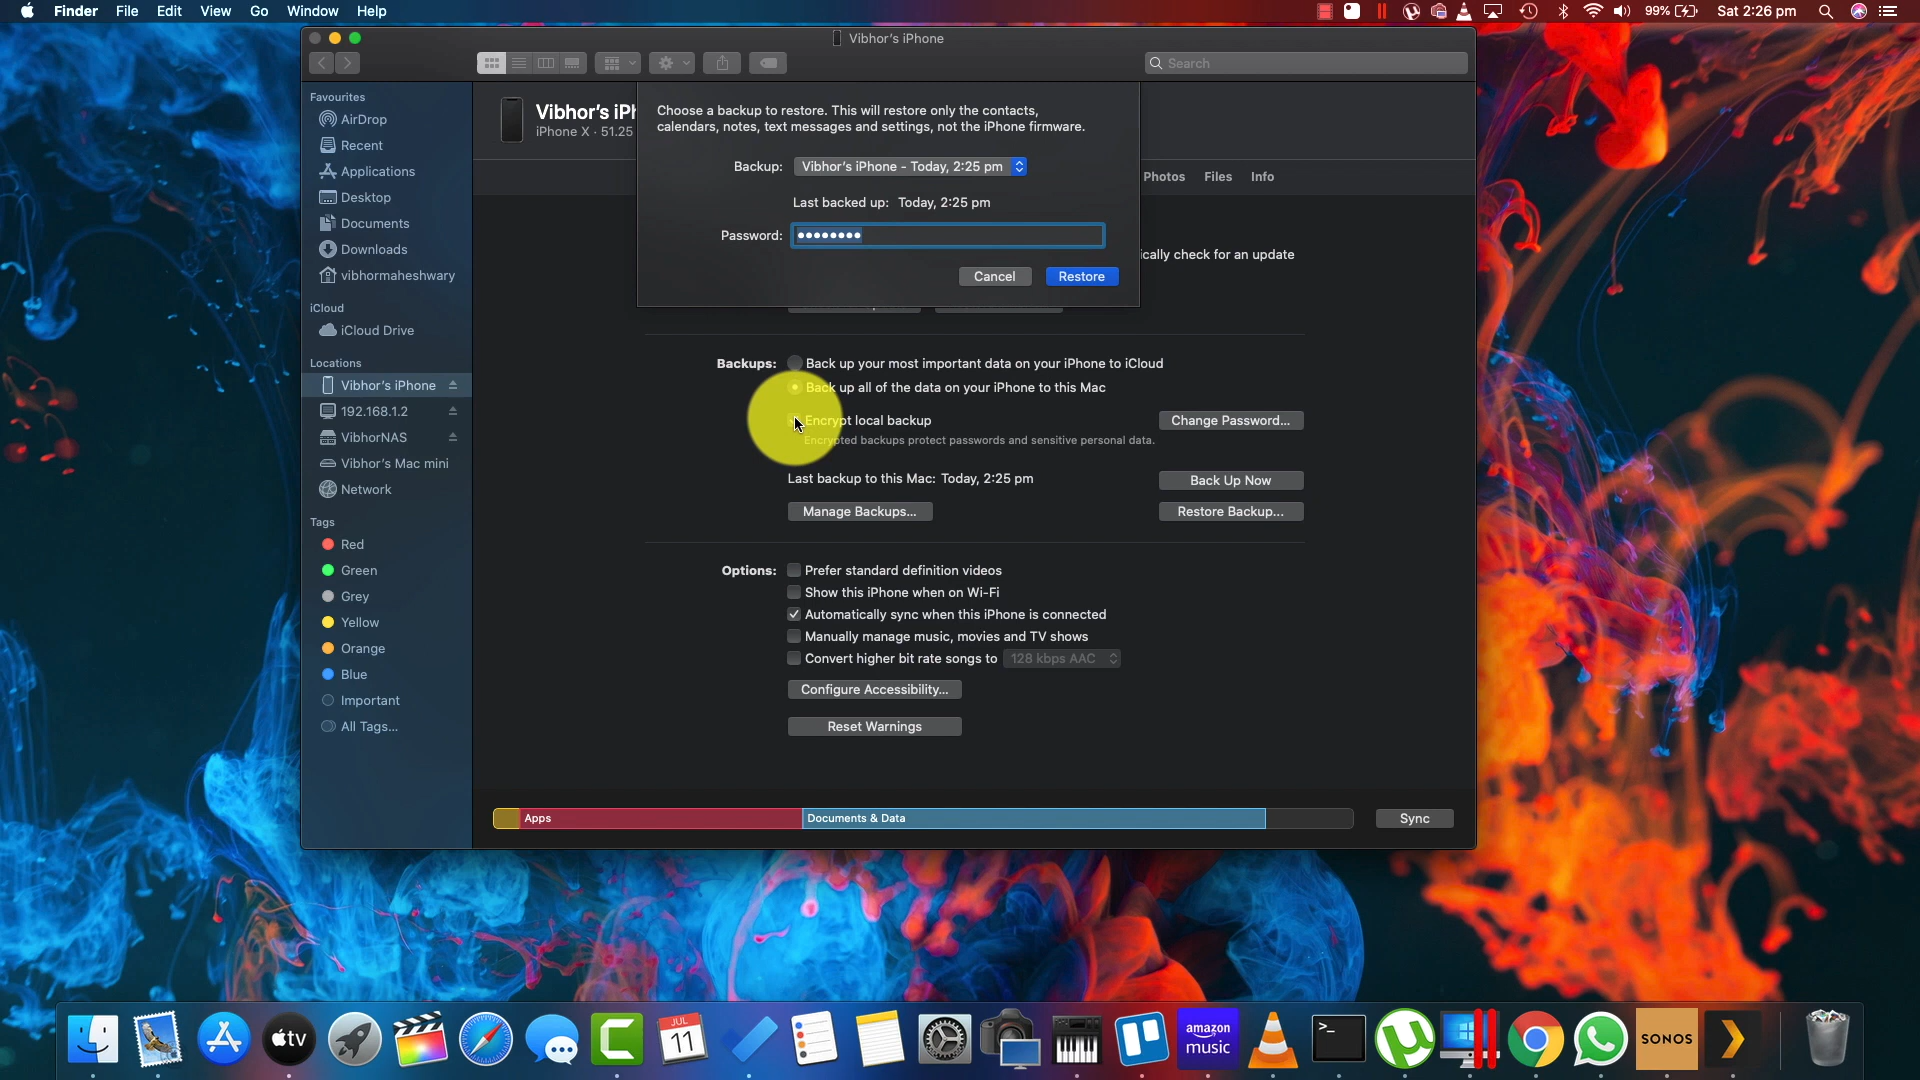 Finder File Edit View Go Window Help
99% Sat 2:26 pm
Vibhor's iPhone
Search
Favourites
AirDrop
Recent
Applications
Desktop
Documents
Downloads
vibhormaheshwary
iCloud
iCloud Drive
Locations
Vibhor's iPhone
192.168.1.2
VibhorNAS
Vibhor's Mac mini
Network
Tags
Red
Green
Grey
Yellow
Orange
Blue
Important
All Tags...
Vibhor's iPh
iPhone X · 51.25
Choose a backup to restore. This will restore only the contacts,
calendars, notes, text messages and settings, not the iPhone firmware.
Backup: Vibhor's iPhone - Today, 2:25 pm
Last backed up: Today, 2:25 pm
Password: ●●●●●●●●
Cancel Restore
Photos Files Info
ically check for an update
Backups: Back up your most important data on your iPhone to iCloud
Back up all of the data on your iPhone to this Mac
Encrypt local backup Change Password...
Encrypted backups protect passwords and sensitive personal data.
Last backup to this Mac: Today, 2:25 pm Back Up Now
Manage Backups... Restore Backup...
Options: Prefer standard definition videos
Show this iPhone when on Wi-Fi
Automatically sync when this iPhone is connected
Manually manage music, movies and TV shows
Convert higher bit rate songs to 128 kbps AAC
Configure Accessibility...
Reset Warnings
Apps Documents & Data Sync
tv
JUL
11
amazon
music
>_
SONOS